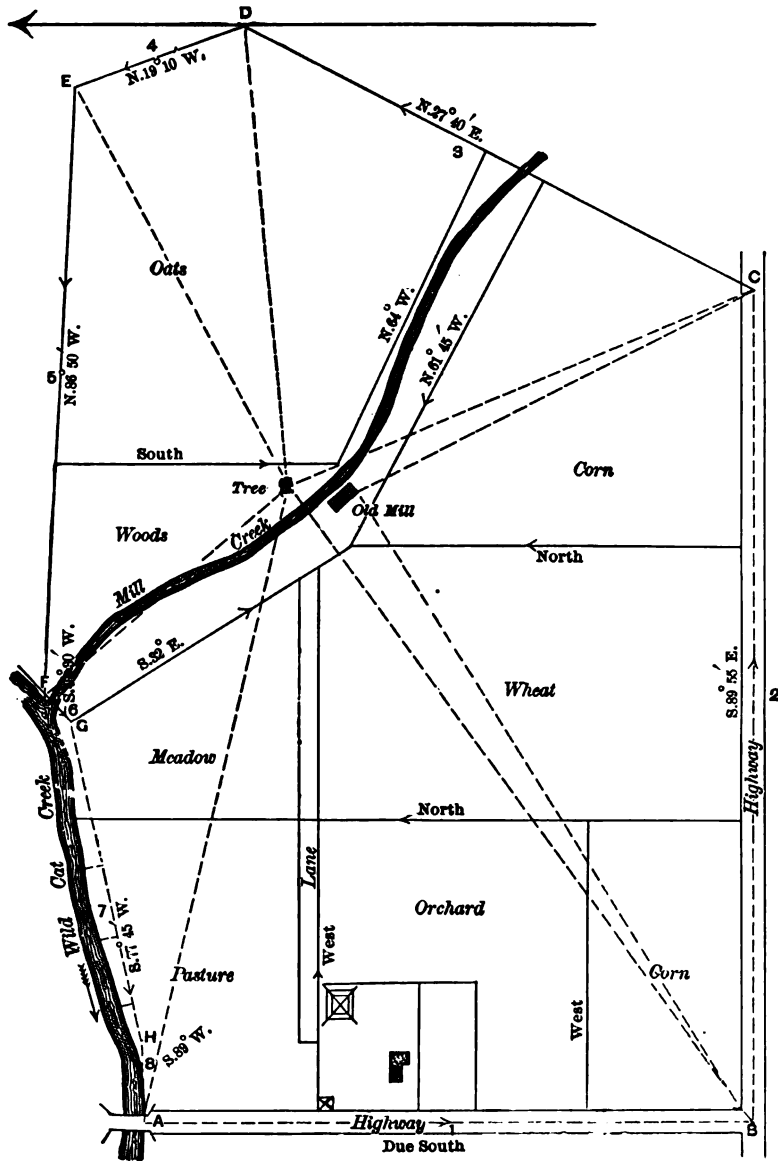 D
4
N.19° 10 W.
E
N.27° 40′ E.
3
Oats
C
N.64° W.
N.61° 45′ W.
5
N.86° 50′ W.
South
Tree
Corn
Old Mill
Woods
Creek
North
Mill
S.32° E.
F
6
G
Wheat
S.89° 55′ E.
2
Meadow
Highway
Creek
North
Cat
Lane
Orchard
7
S.77° 45′ W.
Wild
West
Pasture
Corn
West
H
8
S.89° W.
A
Highway
1
B
Due South